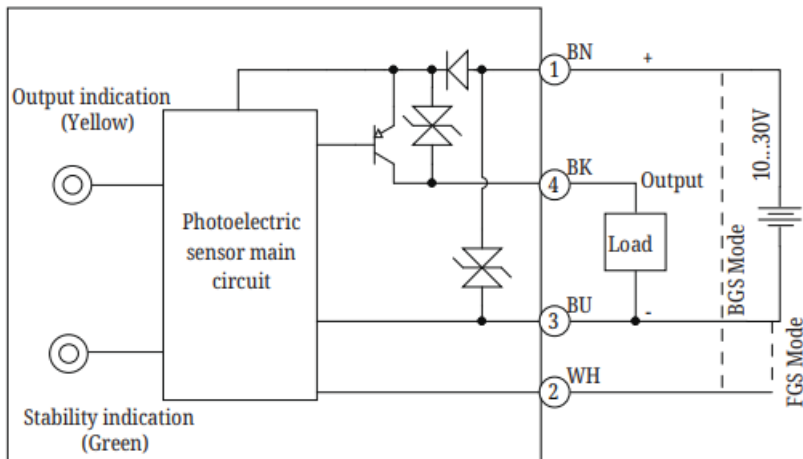 Output indication
(Yellow)
Photoelectric
sensor main
circuit
Stability indication
(Green)
1
BN
+
4
BK
Output
Load
3
BU
-
2
WH
10...30V
BGS Mode
FGS Mode